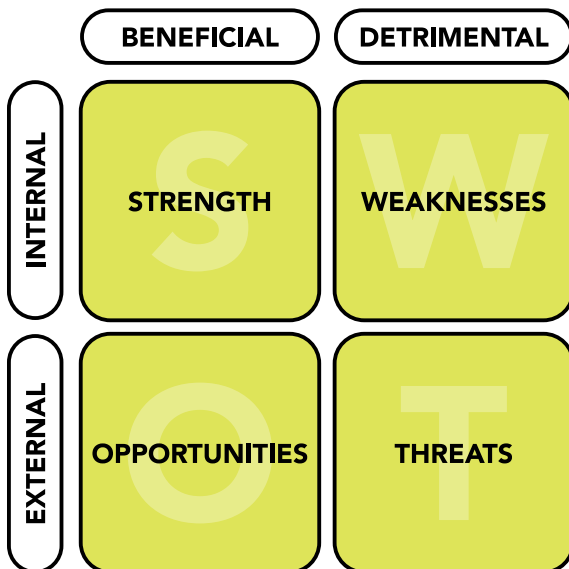 BENEFICIAL
DETRIMENTAL
INTERNAL
S
STRENGTH
W
WEAKNESSES
EXTERNAL
O
OPPORTUNITIES
T
THREATS